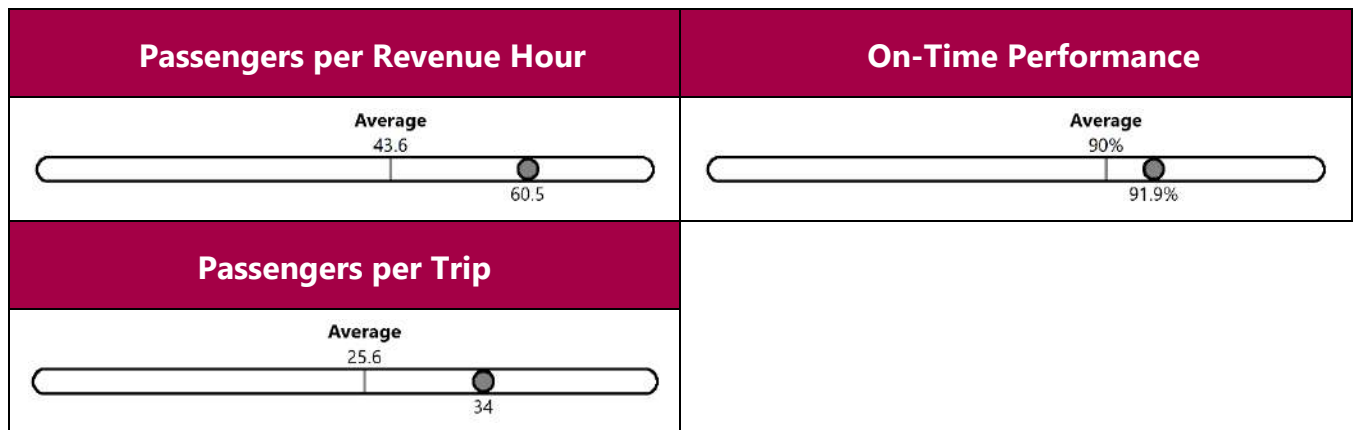 Passengers per Revenue Hour
On-Time Performance
Average
43.6
60.5
Average
90%
91.9%
Passengers per Trip
Average
25.6
34